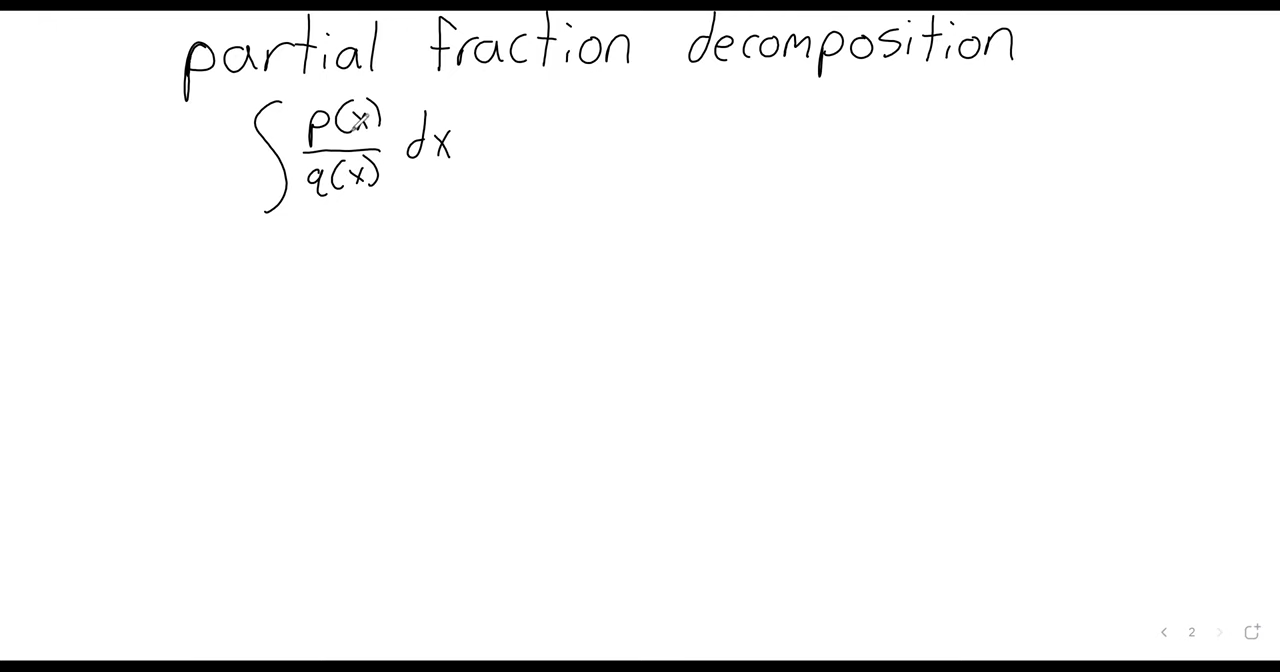 partial fraction decomposition
∫ p(x)/q(x) dx
2